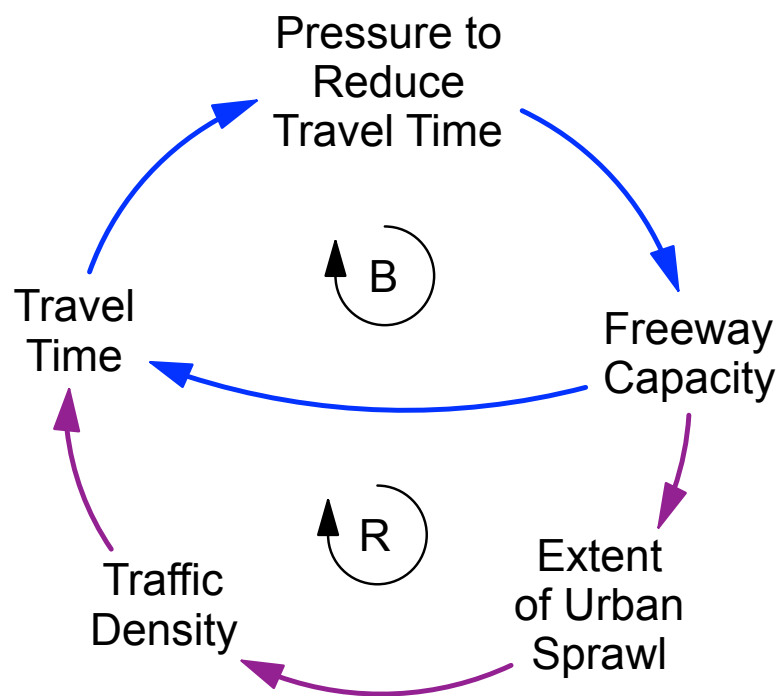 Pressure to
Reduce
Travel Time
B
Travel
Time
Freeway
Capacity
R
Traffic
Density
Extent
of Urban
Sprawl